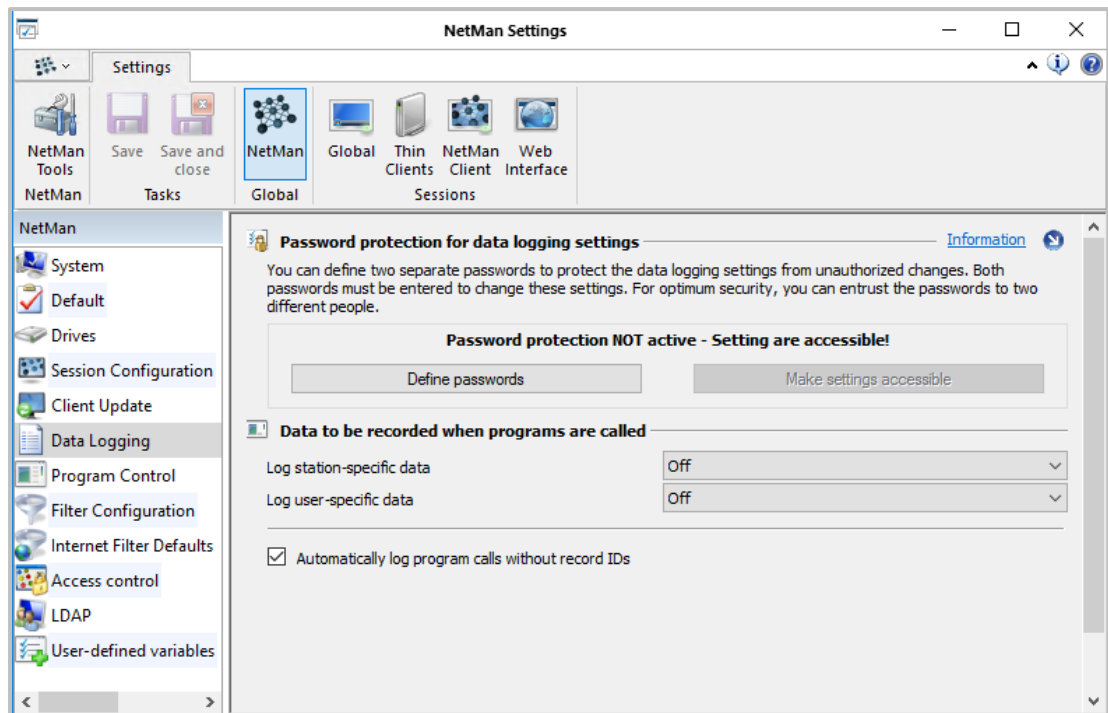 NetMan Settings
Settings
NetMan Tools
Save
Save and close
NetMan
Global
Thin Clients
NetMan Client
Web Interface
NetMan
Tasks
Global
Sessions
NetMan
System
Default
Drives
Session Configuration
Client Update
Data Logging
Program Control
Filter Configuration
Internet Filter Defaults
Access control
LDAP
User-defined variables
Password protection for data logging settings
Information
You can define two separate passwords to protect the data logging settings from unauthorized changes. Both
passwords must be entered to change these settings. For optimum security, you can entrust the passwords to two
different people.
Password protection NOT active - Setting are accessible!
Define passwords
Make settings accessible
Data to be recorded when programs are called
Log station-specific data
Off
Log user-specific data
Off
Automatically log program calls without record IDs